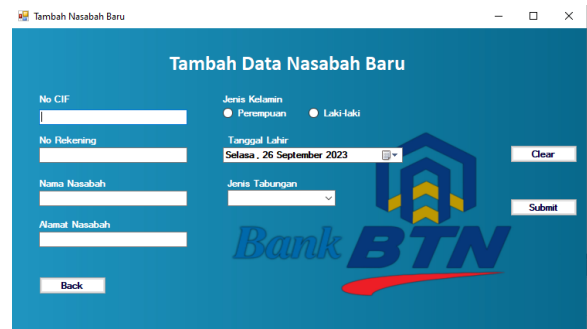 Tambah Nasabah Baru
Tambah Data Nasabah Baru
No CIF
Jenis Kelamin
Perempuan
Laki-laki
No Rekening
Tanggal Lahir
Selasa , 26 September 2023
Clear
Nama Nasabah
Jenis Tabungan
Submit
Alamat Nasabah
Bank BTN
Back